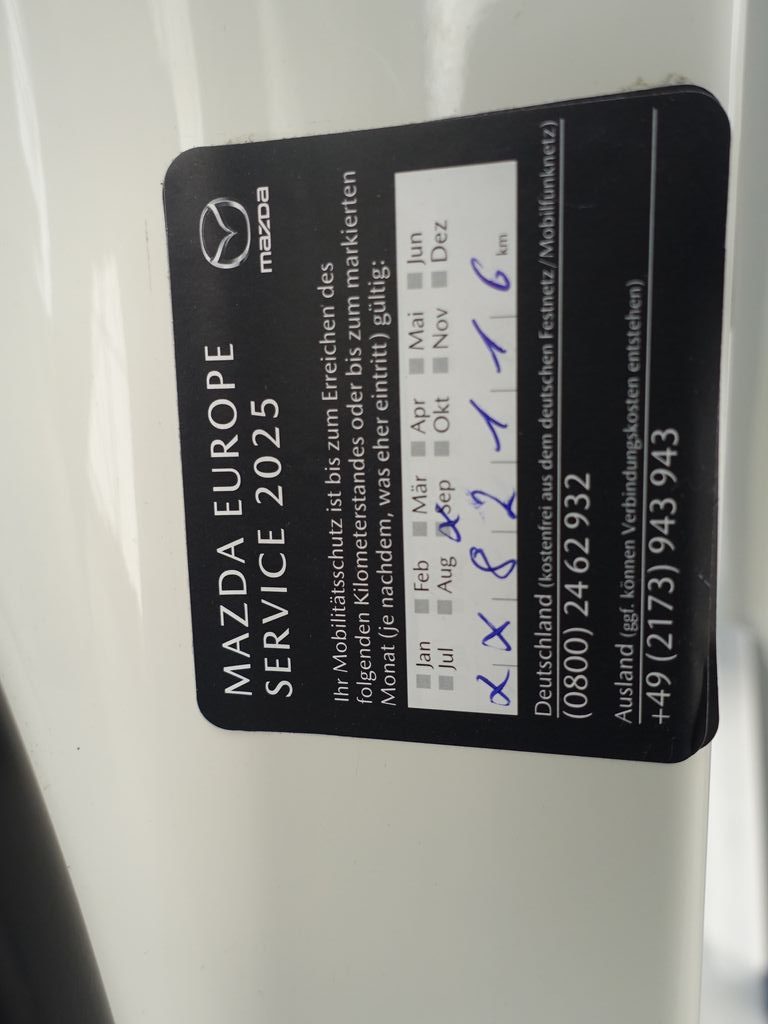 MAZDA EUROPE
SERVICE 2025
mazda
Ihr Mobilitätsschutz ist bis zum Erreichen des
folgenden Kilometerstandes oder bis zum markierten
Monat (je nachdem, was eher eintritt) gültig:
Jan Feb Mär Apr Mai Jun
Jul Aug Sep Okt Nov Dez
x x 8 2 1 1 6 km
Deutschland (kostenfrei aus dem deutschen Festnetz/Mobilfunknetz)
(0800) 24 62 932
Ausland (ggf. können Verbindungskosten entstehen)
+49 (2173) 943 943